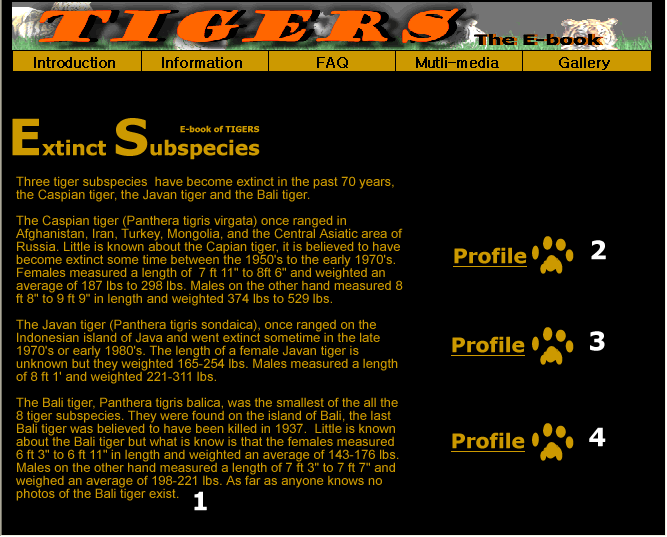 TIGERS
The E-book
Introduction Information FAQ Mutli-media Gallery
E-book of TIGERS
Extinct Subspecies
Three tiger subspecies have become extinct in the past 70 years,
the Caspian tiger, the Javan tiger and the Bali tiger.
The Caspian tiger (Panthera tigris virgata) once ranged in
Afghanistan, Iran, Turkey, Mongolia, and the Central Asiatic area of
Russia. Little is known about the Capian tiger, it is believed to have
become extinct some time between the 1950's to the early 1970's.
Females measured a length of 7 ft 11" to 8ft 6" and weighted an
average of 187 lbs to 298 lbs. Males on the other hand measured 8
ft 8" to 9 ft 9" in length and weighted 374 lbs to 529 lbs.
Profile 2
The Javan tiger (Panthera tigris sondaica), once ranged on the
Indonesian island of Java and went extinct sometime in the late
1970's or early 1980's. The length of a female Javan tiger is
unknown but they weighted 165-254 lbs. Males measured a length
of 8 ft 1' and weighted 221-311 lbs.
Profile 3
The Bali tiger, Panthera tigris balica, was the smallest of the all the
8 tiger subspecies. They were found on the island of Bali, the last
Bali tiger was believed to have been killed in 1937. Little is known
about the Bali tiger but what is know is that the females measured
6 ft 3" to 6 ft 11" in length and weighted an average of 143-176 lbs.
Males on the other hand measured a length of 7 ft 3" to 7 ft 7" and
weighed an average of 198-221 lbs. As far as anyone knows no
photos of the Bali tiger exist. 1
Profile 4